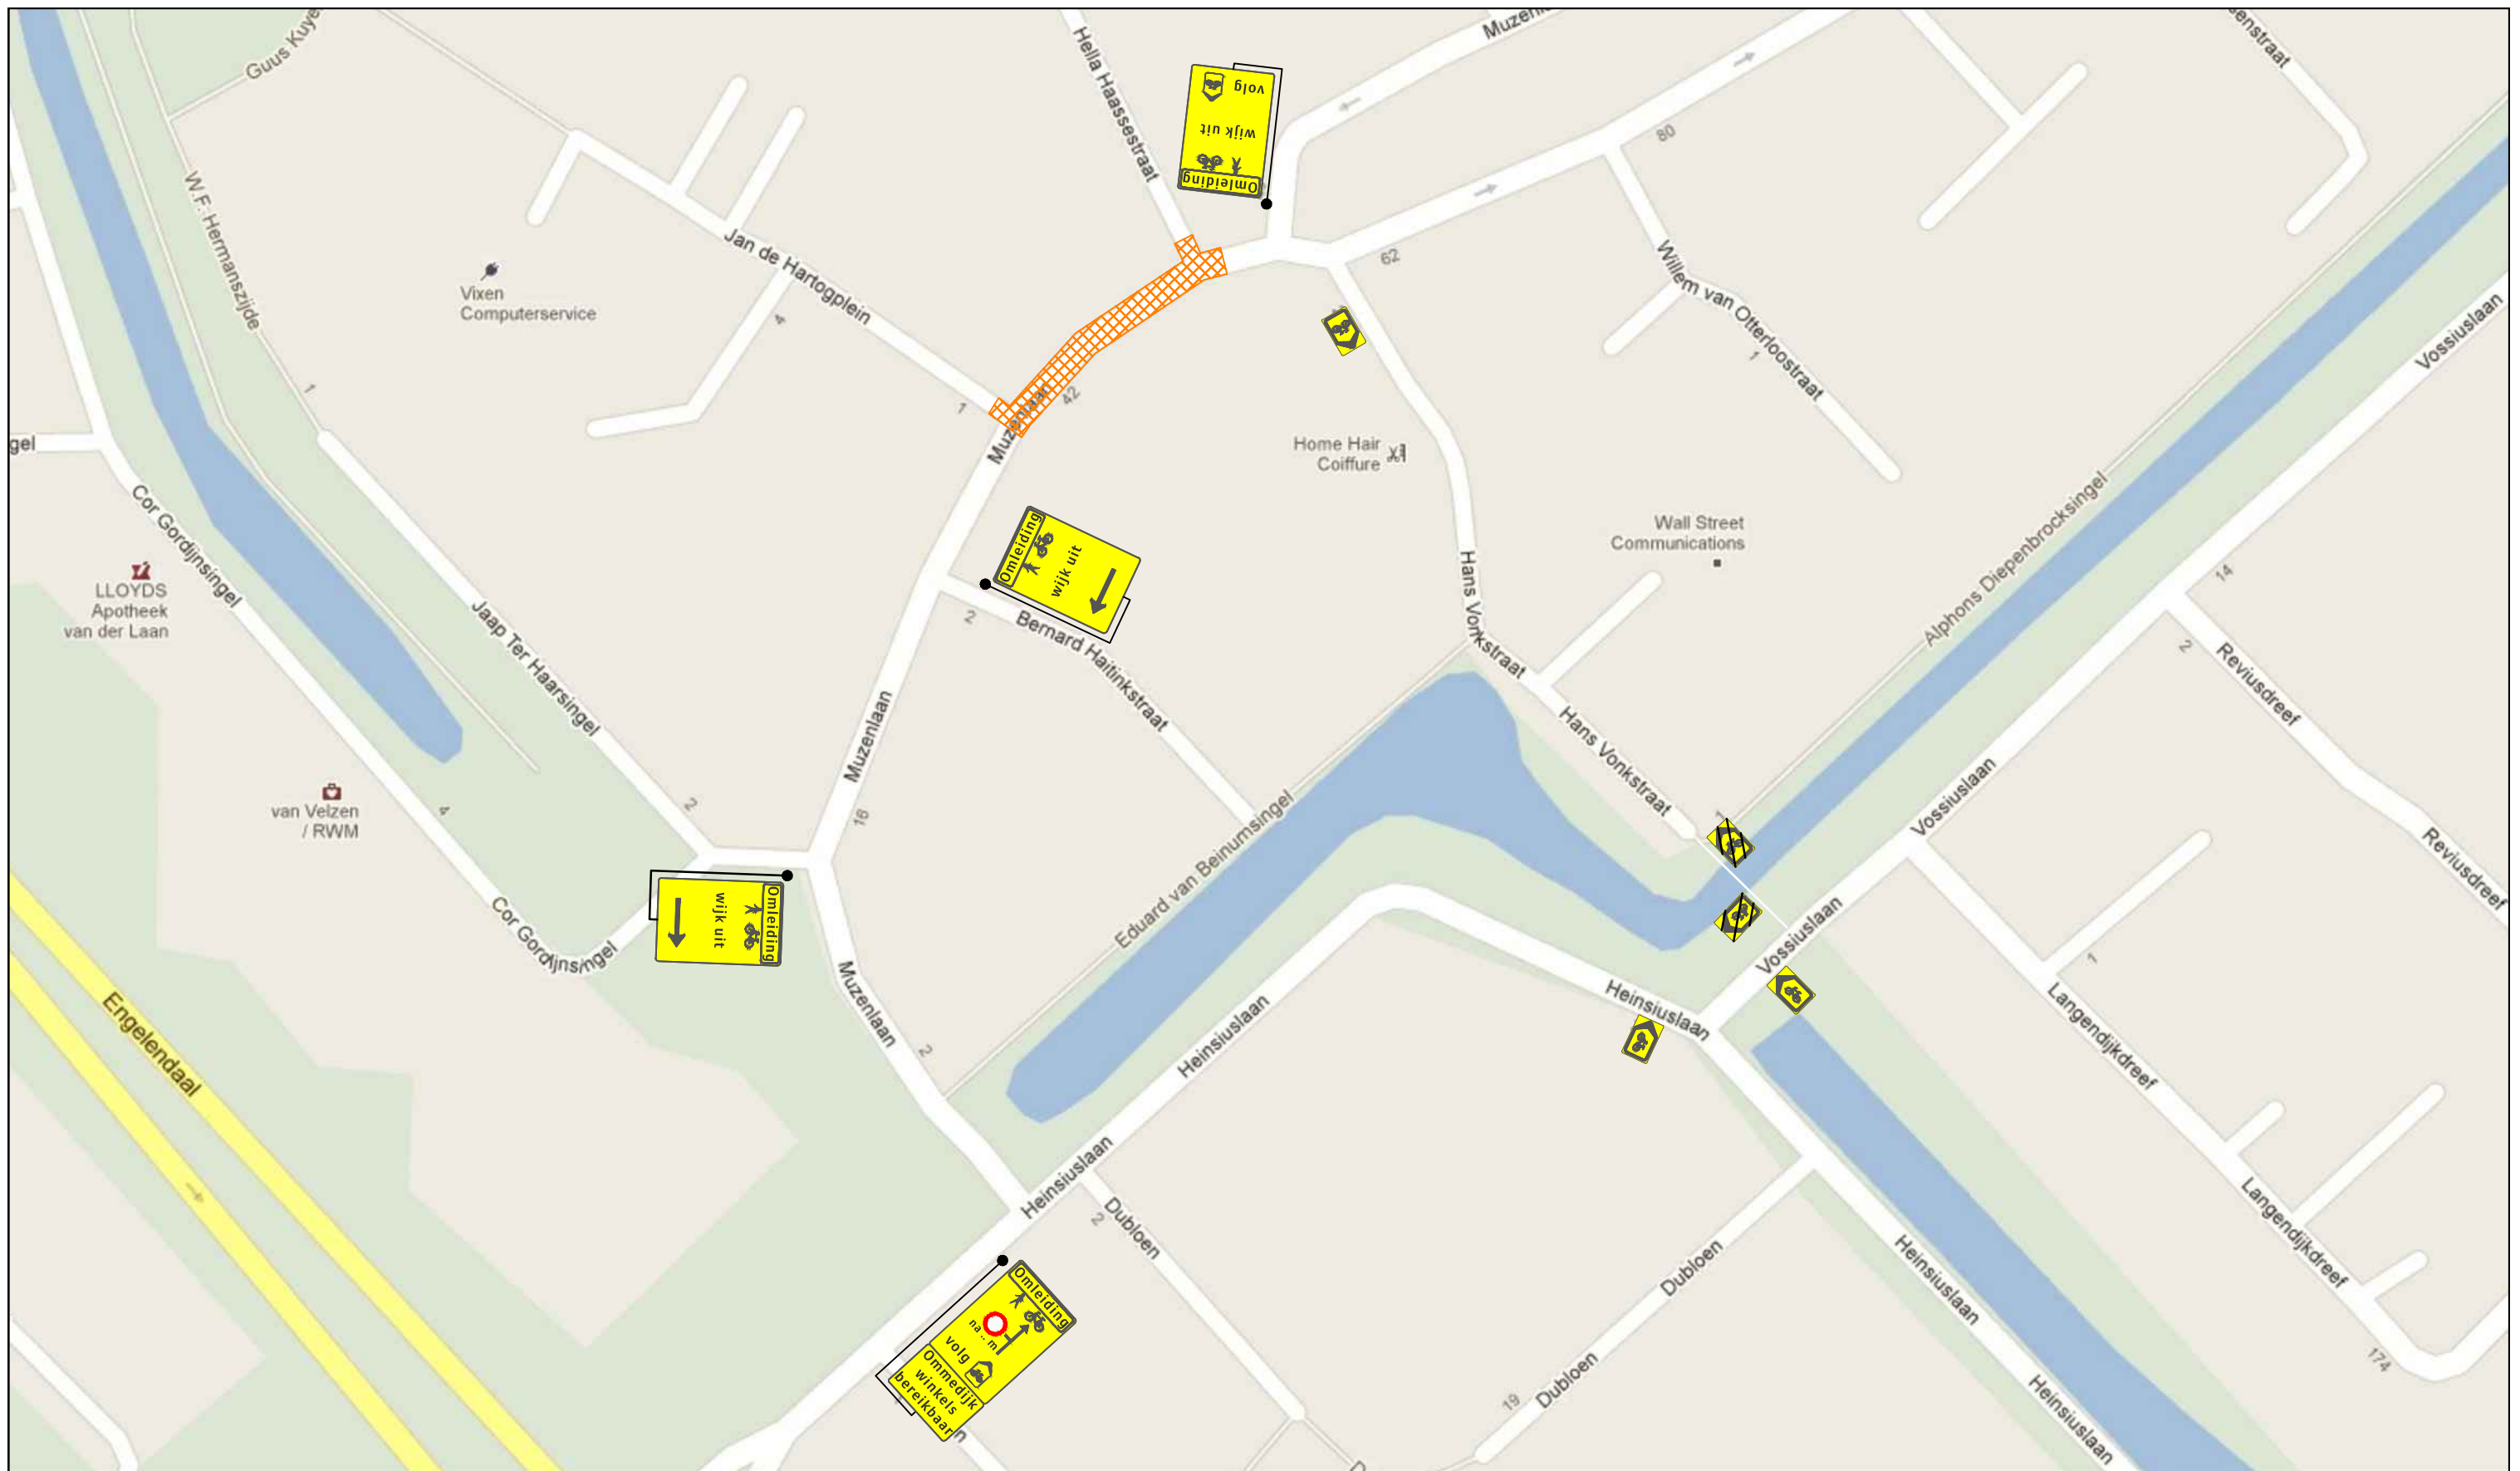 Guus Kuye
Hella Haassestraat
Muzenl
senstraat
volg
wijk uit
Omleiding
80
W.F. Hermanszijde
Jan de Hartogplein
62
Vixen
Computerservice
4
Willem van Otterloostraat
1
Vossiuslaan
1
1
42
Muzenlaan
gel
Home Hair
Coiffure
Cor Gordijnsingel
Wall Street
Communications
Alphons Diepenbrocksingel
Omleiding
wijk uit
LLOYDS
Apotheek
van der Laan
Jaap Ter Haarsingel
2
Bernard Haitinkstraat
Hans Vonkstraat
14
2
Reviusdreef
Muzenlaan
Hans Vonkstraat
van Velzen
/ RWM
4
2
16
1
Vossiuslaan
Reviusdreef
Eduard van Beinumsingel
Omleiding
wijk uit
Cor Gordijnsingel
Vossiuslaan
Muzenlaan
2
Heinsiuslaan
Heinsiuslaan
1
Langendijkdreef
Engelendaal
Heinsiuslaan
2
Dubloen
Langendijkdreef
Dubloen
Heinsiuslaan
Omleiding
na .. m
volg
Ommedijk
winkels
bereikbaar
n
19
Dubloen
174
Heinsiuslaan
D